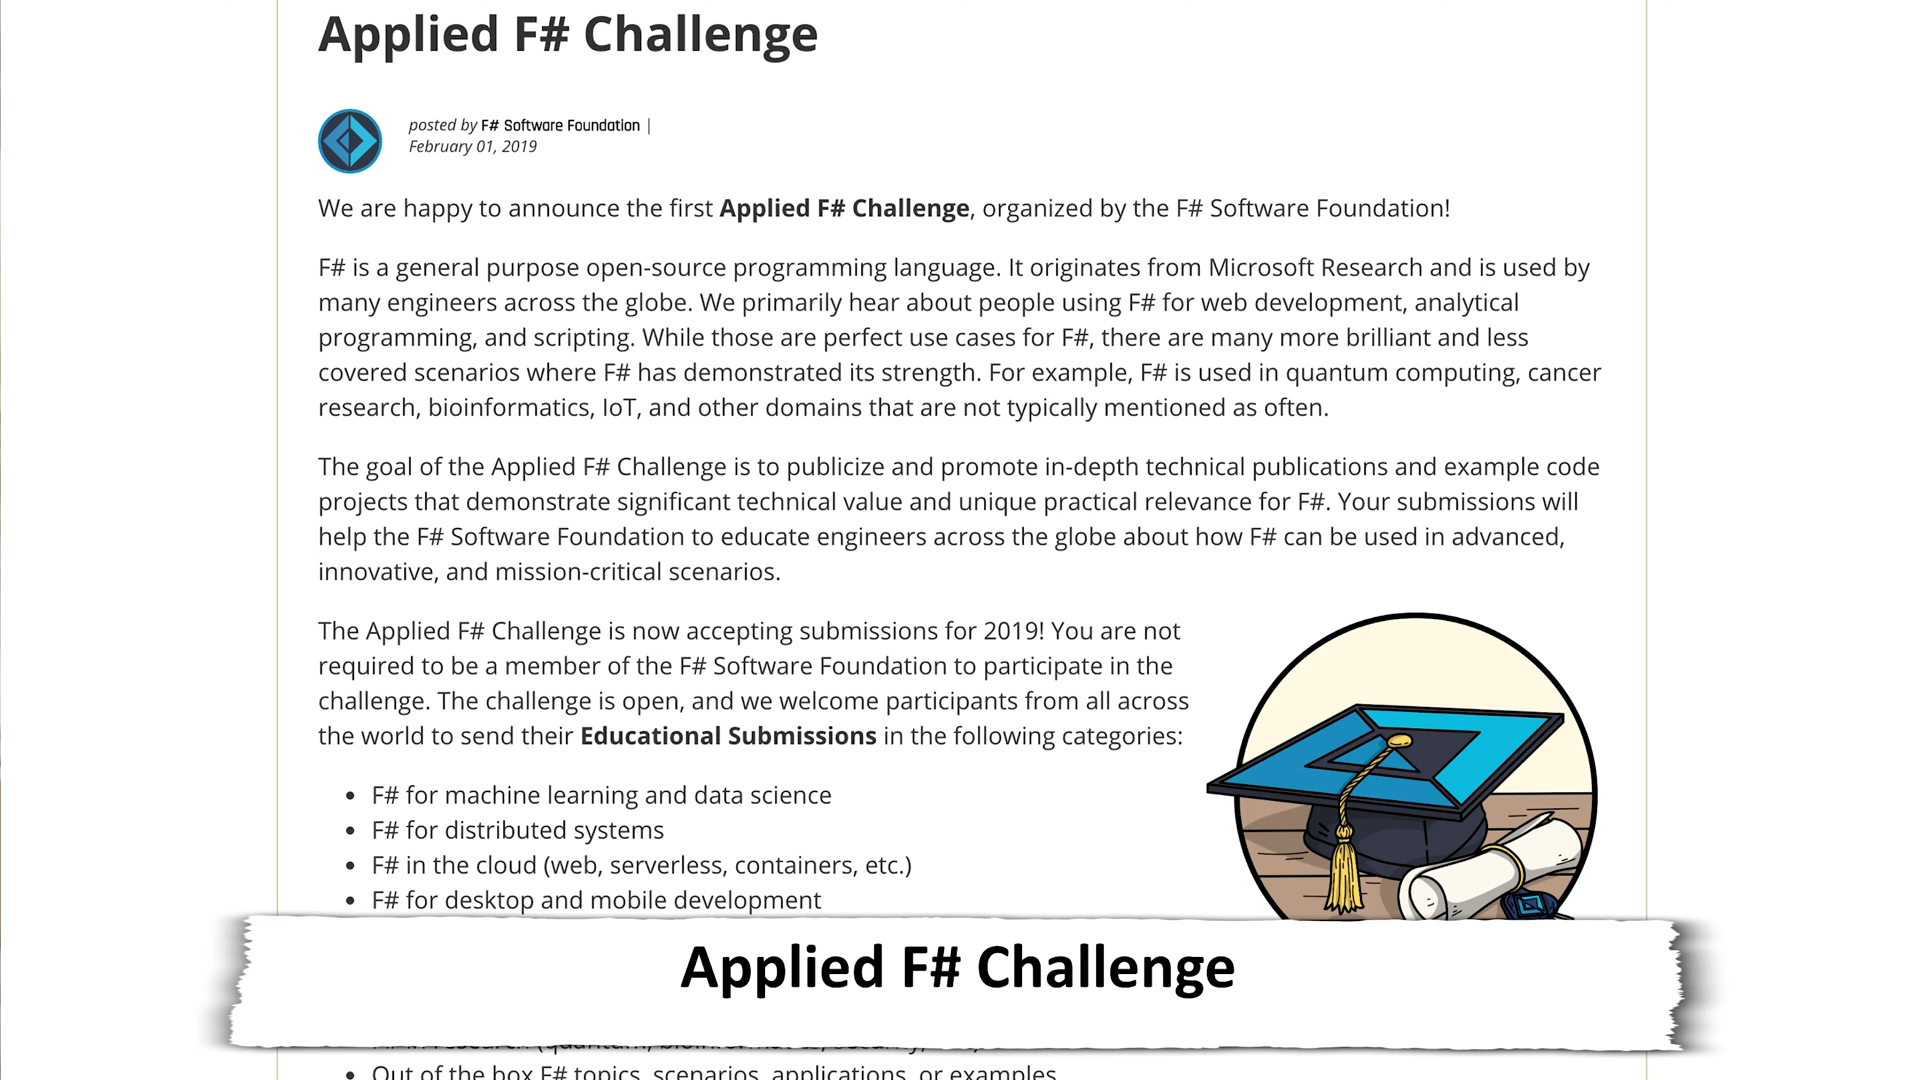 Applied F# Challenge
posted by F# Software Foundation |
February 01, 2019
We are happy to announce the first Applied F# Challenge, organized by the F# Software Foundation!
F# is a general purpose open-source programming language. It originates from Microsoft Research and is used by
many engineers across the globe. We primarily hear about people using F# for web development, analytical
programming, and scripting. While those are perfect use cases for F#, there are many more brilliant and less
covered scenarios where F# has demonstrated its strength. For example, F# is used in quantum computing, cancer
research, bioinformatics, IoT, and other domains that are not typically mentioned as often.
The goal of the Applied F# Challenge is to publicize and promote in-depth technical publications and example code
projects that demonstrate significant technical value and unique practical relevance for F#. Your submissions will
help the F# Software Foundation to educate engineers across the globe about how F# can be used in advanced,
innovative, and mission-critical scenarios.
The Applied F# Challenge is now accepting submissions for 2019! You are not
required to be a member of the F# Software Foundation to participate in the
challenge. The challenge is open, and we welcome participants from all across
the world to send their Educational Submissions in the following categories:
• F# for machine learning and data science
• F# for distributed systems
• F# in the cloud (web, serverless, containers, etc.)
• F# for desktop and mobile development
Applied F# Challenge
• Out of the box F# topics, scenarios, applications, or examples